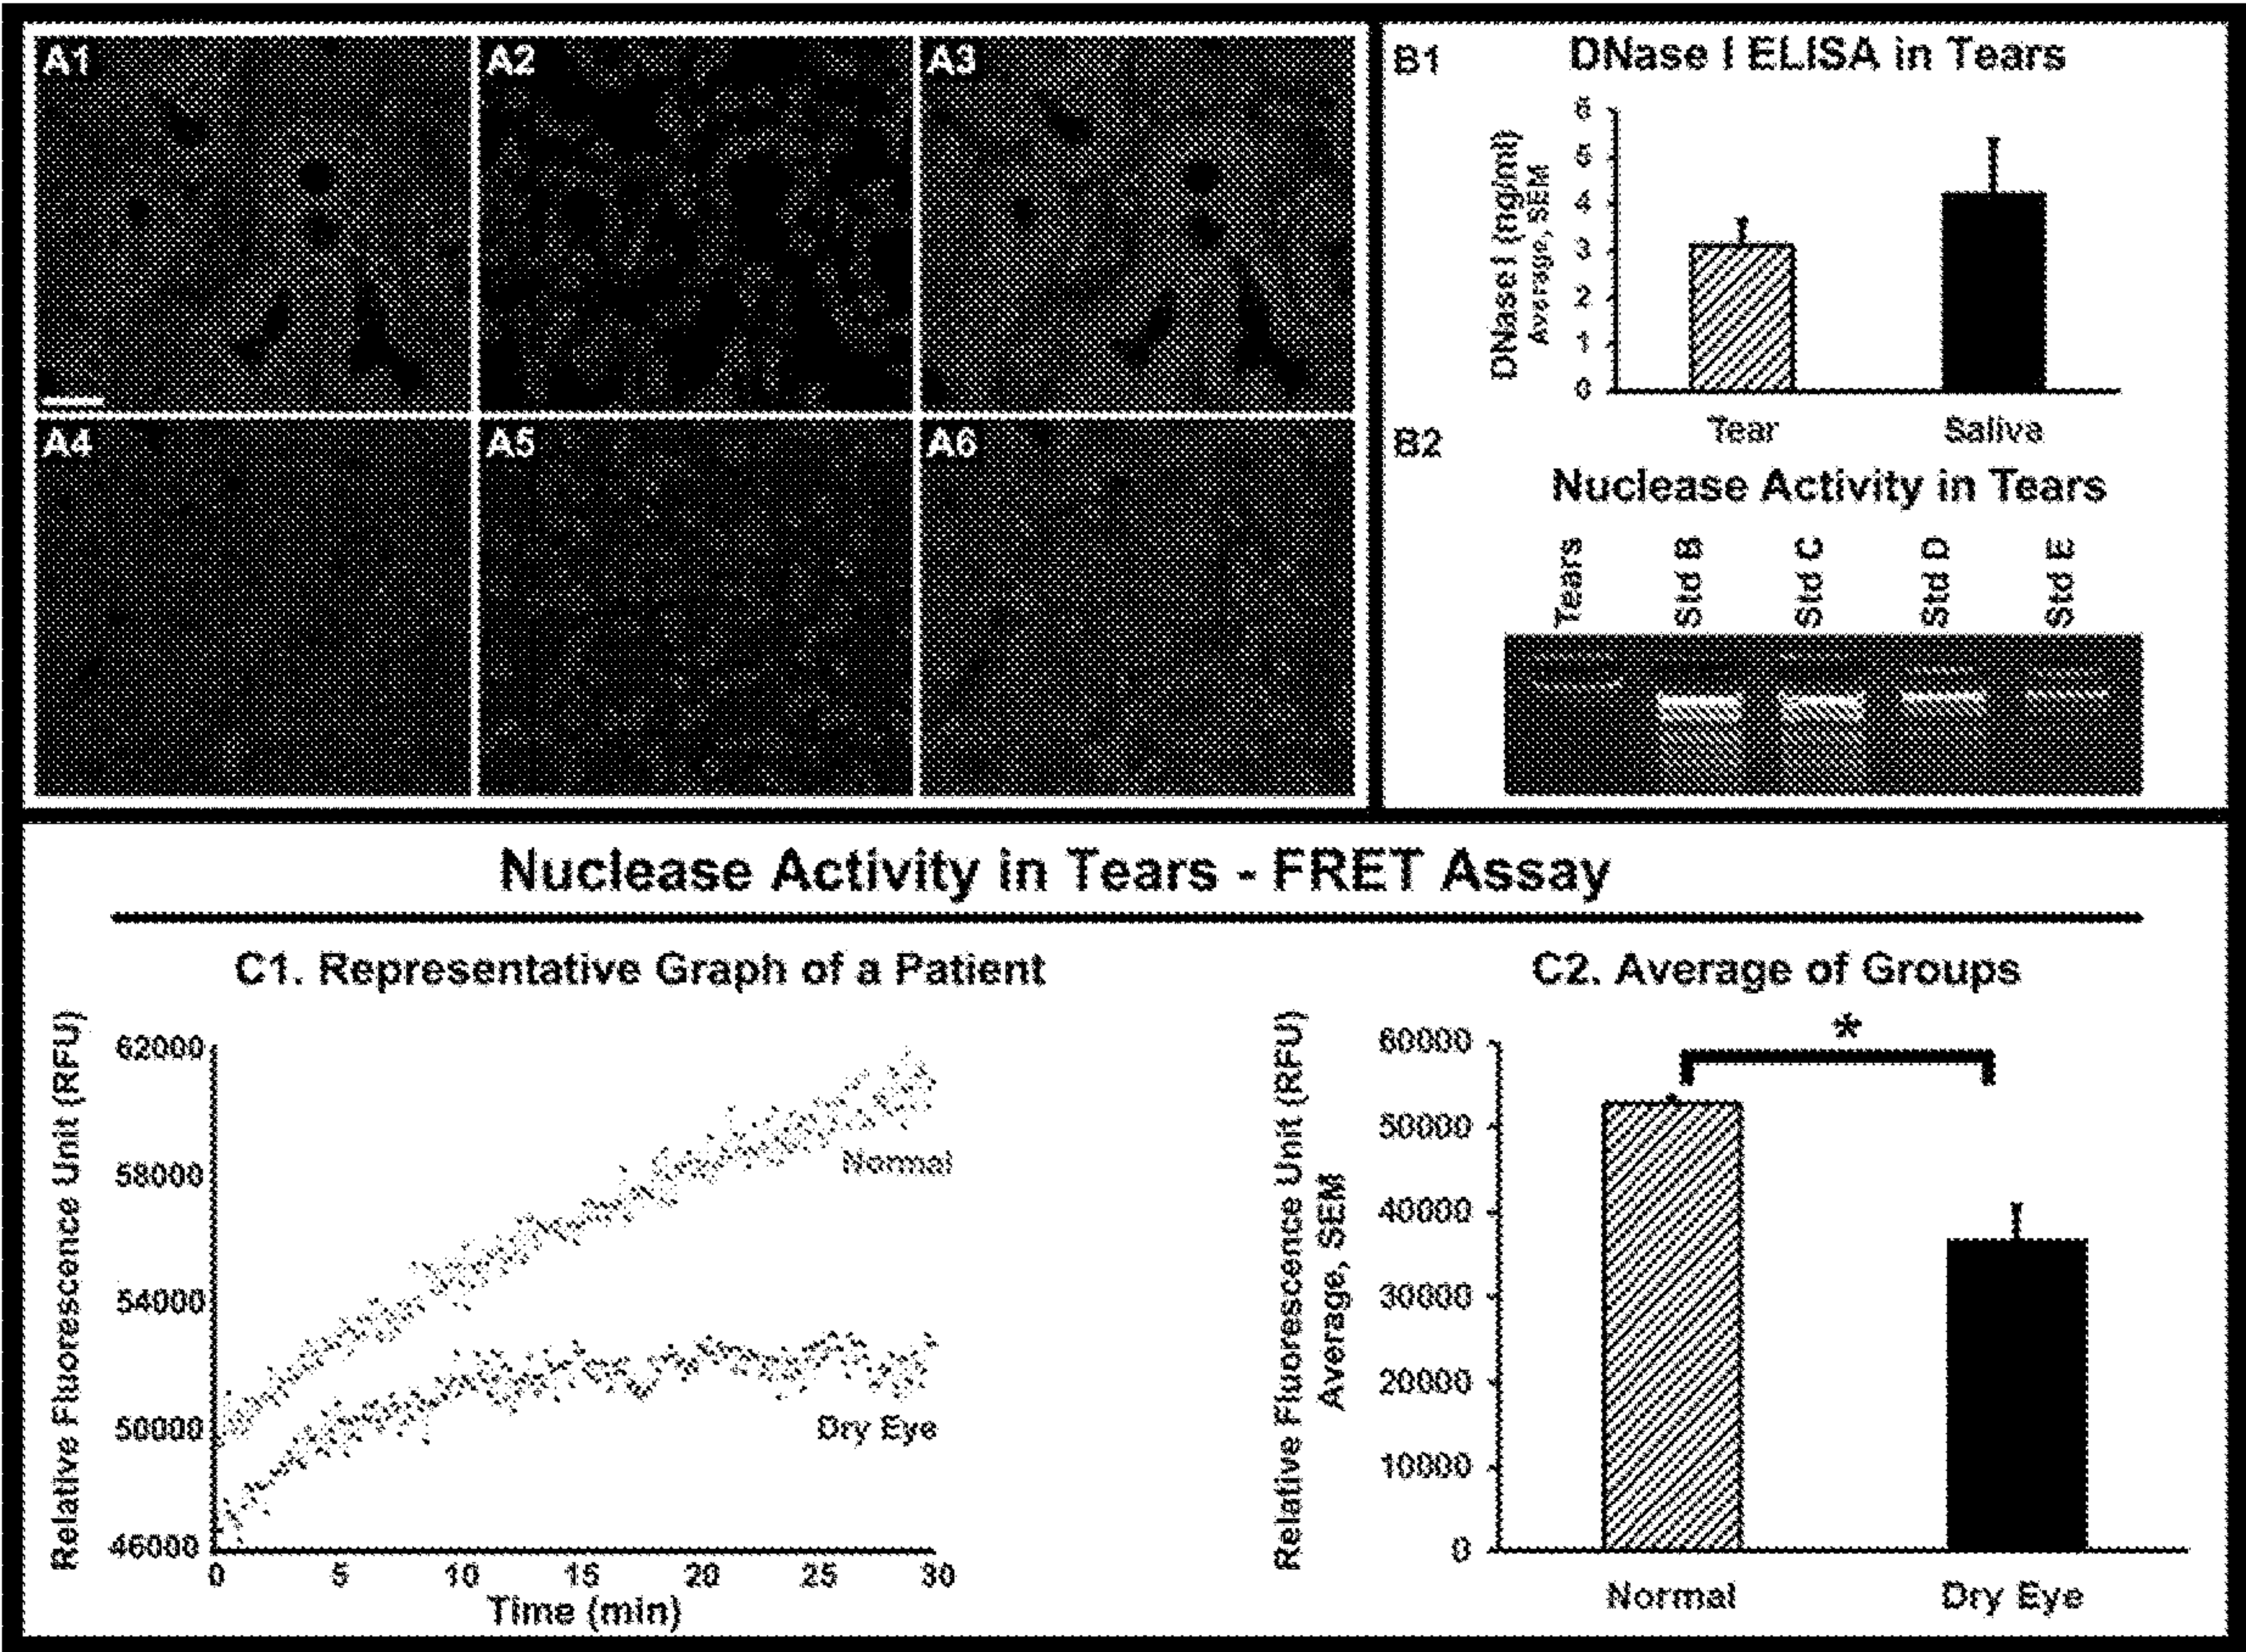 A1
A2
A3
A4
A5
A6
B1
DNase I ELISA in Tears
DNase I (ng/ml)
Average, SEM
6
5
4
3
2
1
0
Tear
Saliva
B2
Nuclease Activity in Tears
Tears
Std B
Std C
Std D
Std E
Nuclease Activity in Tears - FRET Assay
C1. Representative Graph of a Patient
Relative Fluorescence Unit (RFU)
62000
58000
54000
50000
46000
Normal
Dry Eye
0 5 10 15 20 25 30
Time (min)
C2. Average of Groups
Relative Fluorescence Unit (RFU)
Average, SEM
60000
50000
40000
30000
20000
10000
0
*
Normal
Dry Eye